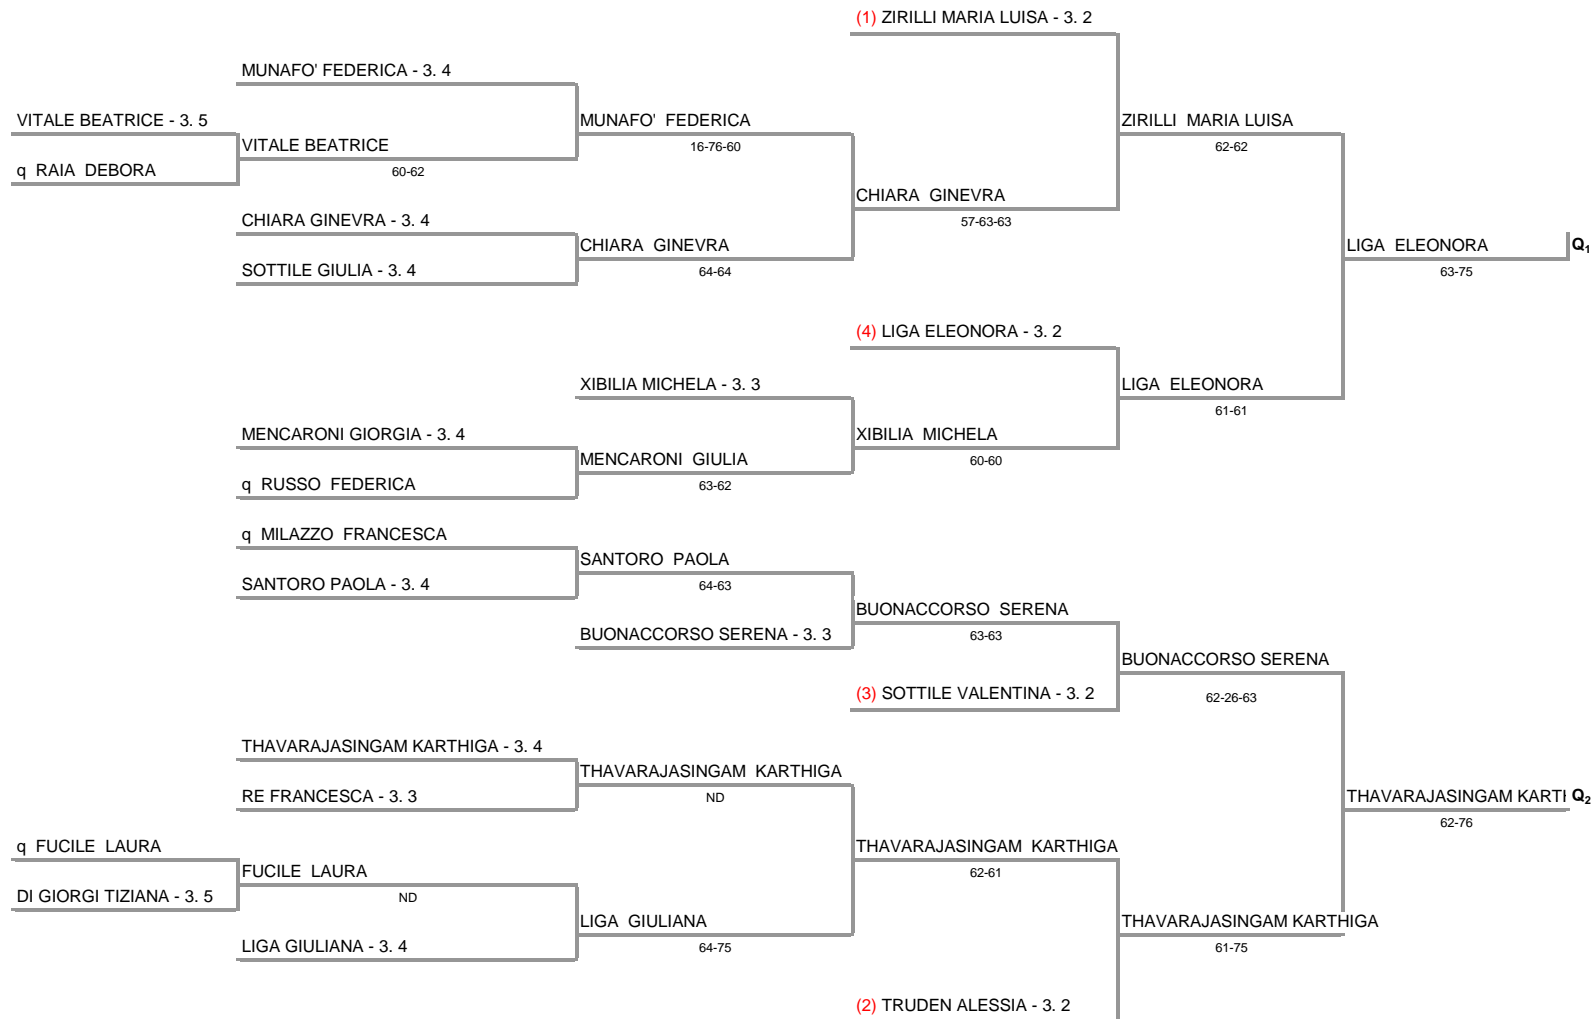 (1) ZIRILLI MARIA LUISA - 3. 2
MUNAFO' FEDERICA - 3. 4
VITALE BEATRICE - 3. 5
MUNAFO' FEDERICA
ZIRILLI MARIA LUISA
VITALE BEATRICE
16-76-60
62-62
q RAIA DEBORA
60-62
CHIARA GINEVRA
CHIARA GINEVRA - 3. 4
57-63-63
CHIARA GINEVRA
LIGA ELEONORA
Q1
SOTTILE GIULIA - 3. 4
64-64
63-75
(4) LIGA ELEONORA - 3. 2
XIBILIA MICHELA - 3. 3
LIGA ELEONORA
61-61
MENCARONI GIORGIA - 3. 4
XIBILIA MICHELA
MENCARONI GIULIA
60-60
q RUSSO FEDERICA
63-62
q MILAZZO FRANCESCA
SANTORO PAOLA
SANTORO PAOLA - 3. 4
64-63
BUONACCORSO SERENA
BUONACCORSO SERENA - 3. 3
63-63
BUONACCORSO SERENA
(3) SOTTILE VALENTINA - 3. 2
62-26-63
THAVARAJASINGAM KARTHIGA - 3. 4
THAVARAJASINGAM KARTHIGA
RE FRANCESCA - 3. 3
ND
THAVARAJASINGAM KARTH
Q2
62-76
q FUCILE LAURA
THAVARAJASINGAM KARTHIGA
FUCILE LAURA
62-61
DI GIORGI TIZIANA - 3. 5
ND
LIGA GIULIANA
THAVARAJASINGAM KARTHIGA
LIGA GIULIANA - 3. 4
64-75
61-75
(2) TRUDEN ALESSIA - 3. 2